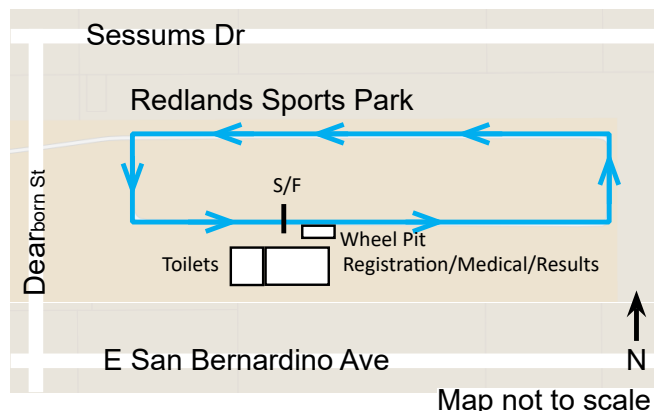 Sessums Dr
Redlands Sports Park
S/F
Wheel Pit
Toilets
Registration/Medical/Results
Dearborn St
E San Bernardino Ave
N
Map not to scale